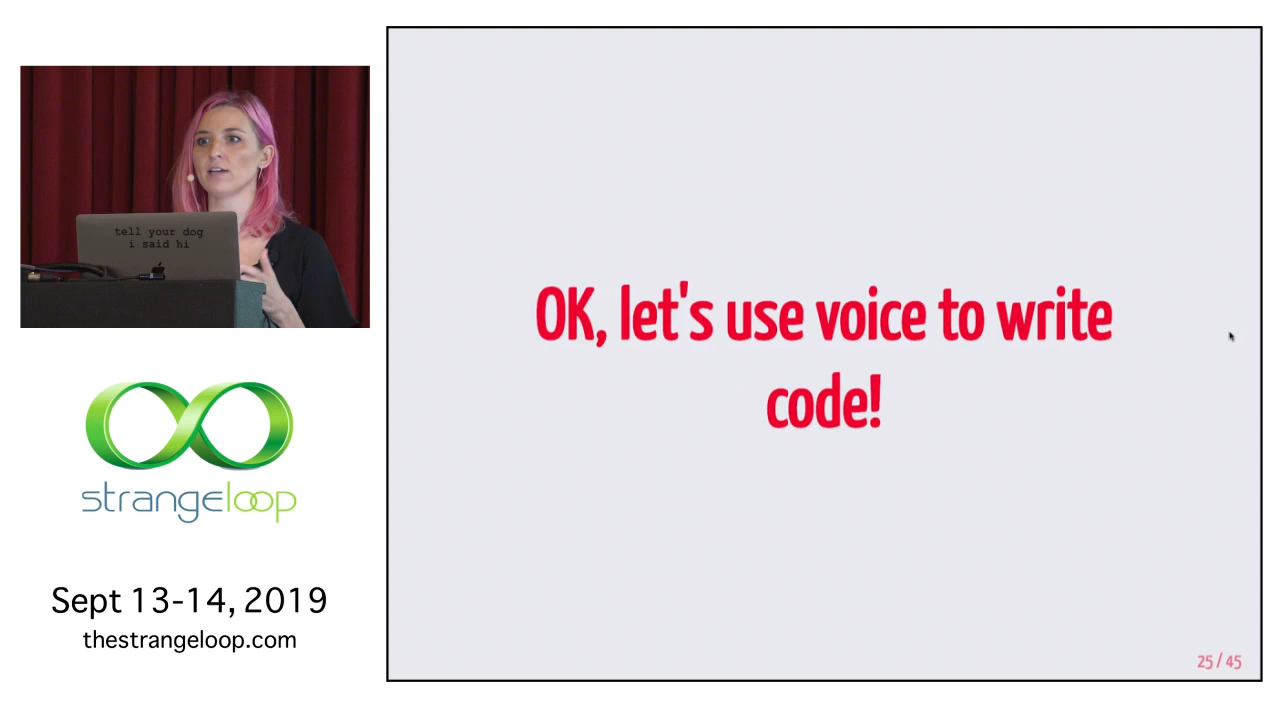 tell your dog
i said hi
strangeloop
Sept 13-14, 2019
thestrangeloop.com
OK, let's use voice to write
code!
25 / 45